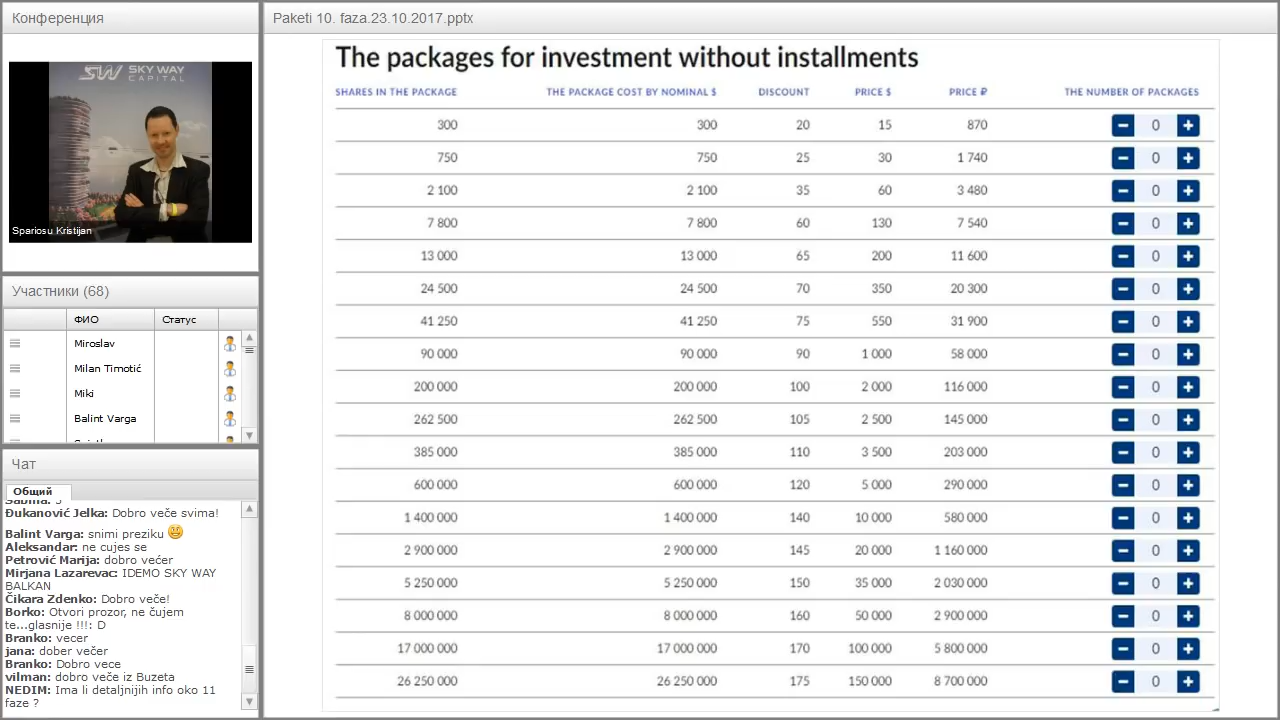 Конференция
SW SKY WAY
CAPITAL
Spariosu Kristijan
Участники (68)
ФИО Статус
Miroslav
Milan Timotić
Miki
Balint Varga
Чат
Общий
Đukanović Jelka: Dobro veče svima!
Balint Varga: snimi preziku
Aleksandar: ne cujes se
Petrović Marija: dobro većer
Mirjana Lazarevac: IDEMO SKY WAY
BALKAN
Čikara Zdenko: Dobro veče!
Borko: Otvori prozor, ne čujem
te...glasnije !!!: D
Branko: vecer
jana: dober večer
Branko: Dobro vece
vilman: dobro veče iz Buzeta
NEDIM: Ima li detaljnijih info oko 11
faze ?
Paketi 10. faza.23.10.2017.pptx
The packages for investment without installments
SHARES IN THE PACKAGE THE PACKAGE COST BY NOMINAL $ DISCOUNT PRICE $ PRICE ₽ THE NUMBER OF PACKAGES
300 300 20 15 870 − 0 +
750 750 25 30 1 740 − 0 +
2 100 2 100 35 60 3 480 − 0 +
7 800 7 800 60 130 7 540 − 0 +
13 000 13 000 65 200 11 600 − 0 +
24 500 24 500 70 350 20 300 − 0 +
41 250 41 250 75 550 31 900 − 0 +
90 000 90 000 90 1 000 58 000 − 0 +
200 000 200 000 100 2 000 116 000 − 0 +
262 500 262 500 105 2 500 145 000 − 0 +
385 000 385 000 110 3 500 203 000 − 0 +
600 000 600 000 120 5 000 290 000 − 0 +
1 400 000 1 400 000 140 10 000 580 000 − 0 +
2 900 000 2 900 000 145 20 000 1 160 000 − 0 +
5 250 000 5 250 000 150 35 000 2 030 000 − 0 +
8 000 000 8 000 000 160 50 000 2 900 000 − 0 +
17 000 000 17 000 000 170 100 000 5 800 000 − 0 +
26 250 000 26 250 000 175 150 000 8 700 000 − 0 +